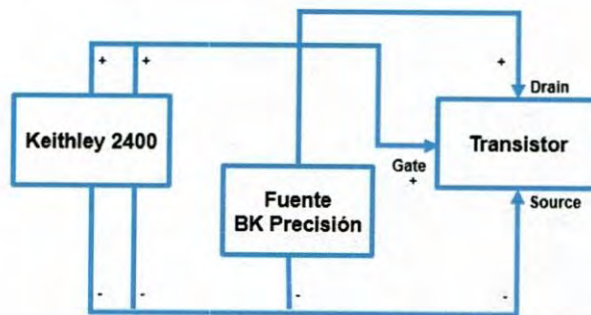 +
+
+
Drain
Keithley 2400
Transistor
Gate
+
Fuente
BK Precisión
Source
-
-
-
-